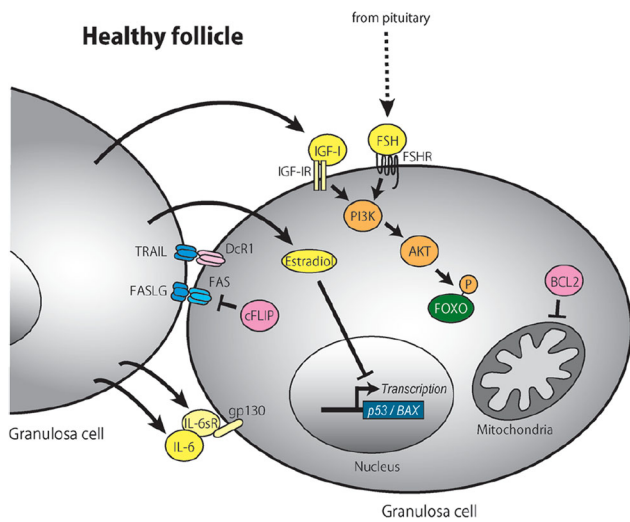 from pituitary
Healthy follicle
IGF-I
FSH
IGF-IR
FSHR
PI3K
TRAIL
DcR1
AKT
Estradiol
FASLG
FAS
P
BCL2
cFLIP
FOXO
Transcription
p53 / BAX
IL-6sR
gp130
IL-6
Mitochondria
Granulosa cell
Nucleus
Granulosa cell